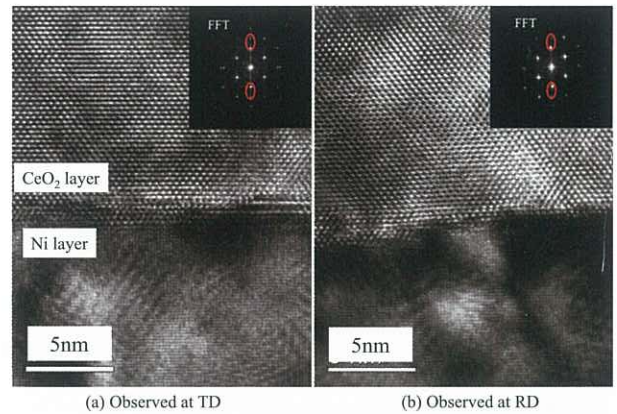 FFT
FFT
CeO₂ layer
Ni layer
5nm
5nm
(a) Observed at TD
(b) Observed at RD